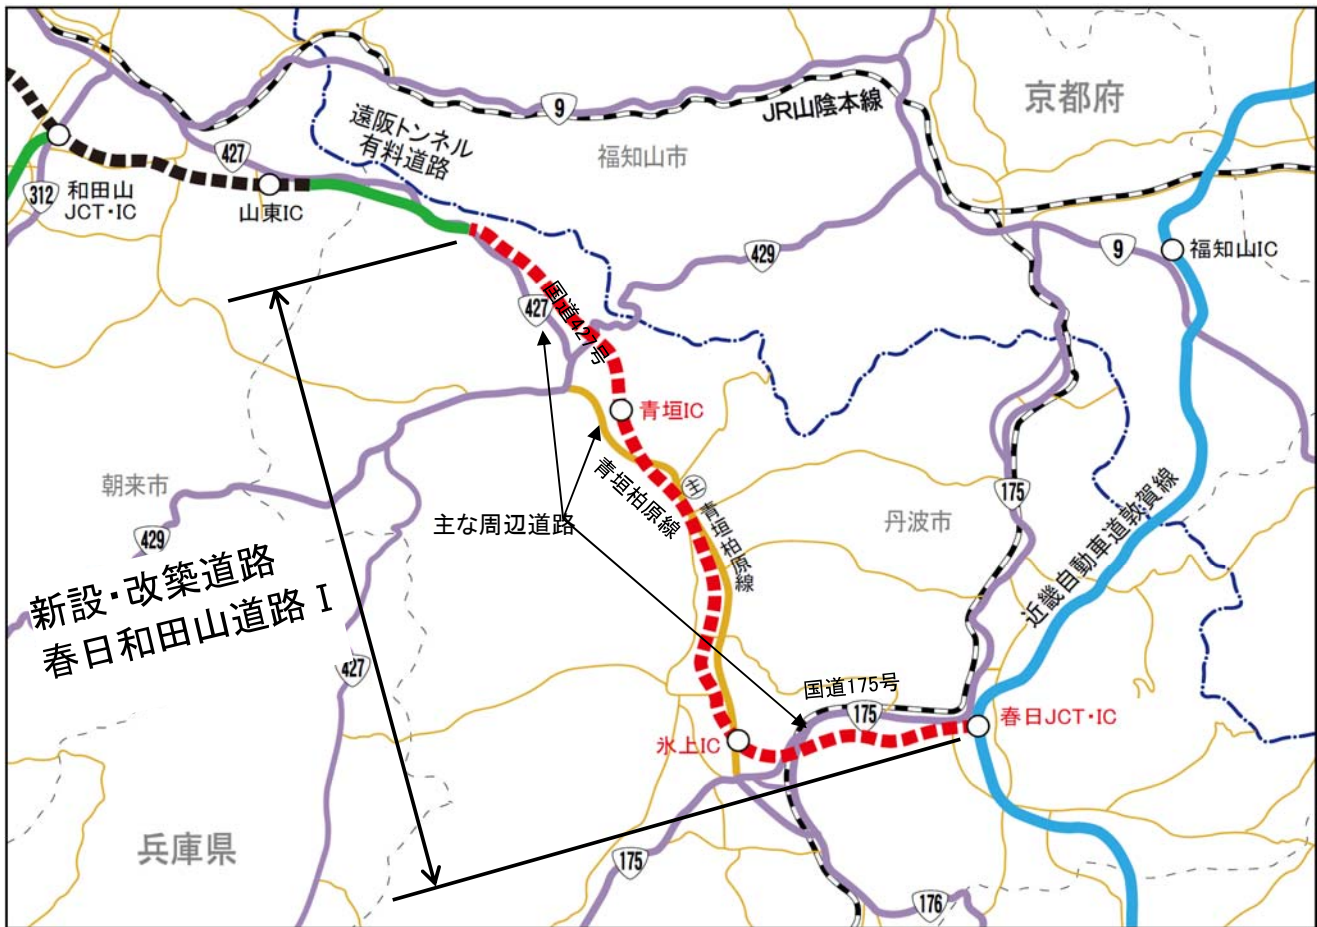 京都府
9
JR山陰本線
遠阪トンネル
有料道路
福知山市
427
312
和田山
JCT・IC
山東IC
429
9
福知山IC
427
国道427号
青垣IC
朝来市
429
青垣柏原線
主
青垣柏原線
主な周辺道路
丹波市
175
近畿自動車道敦賀線
新設・改築道路
春日和田山道路Ⅰ
427
国道175号
175
春日JCT・IC
氷上IC
兵庫県
175
176